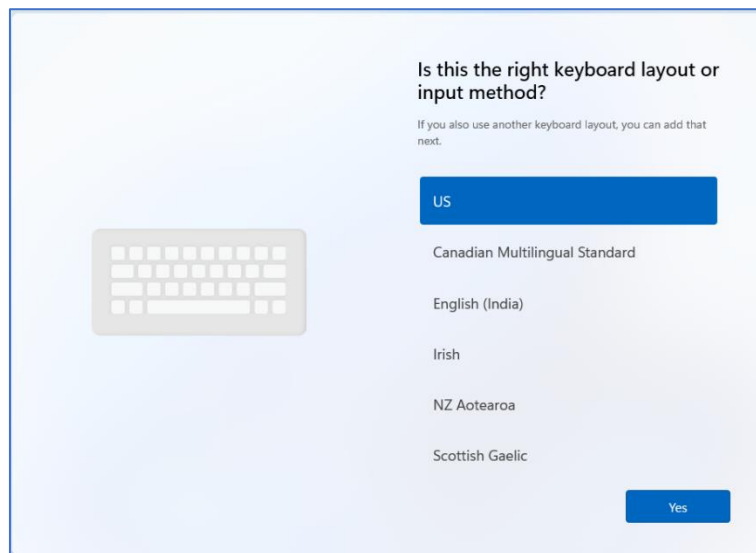 Is this the right keyboard layout or
input method?
If you also use another keyboard layout, you can add that
next.
US
Canadian Multilingual Standard
English (India)
Irish
NZ Aotearoa
Scottish Gaelic
Yes